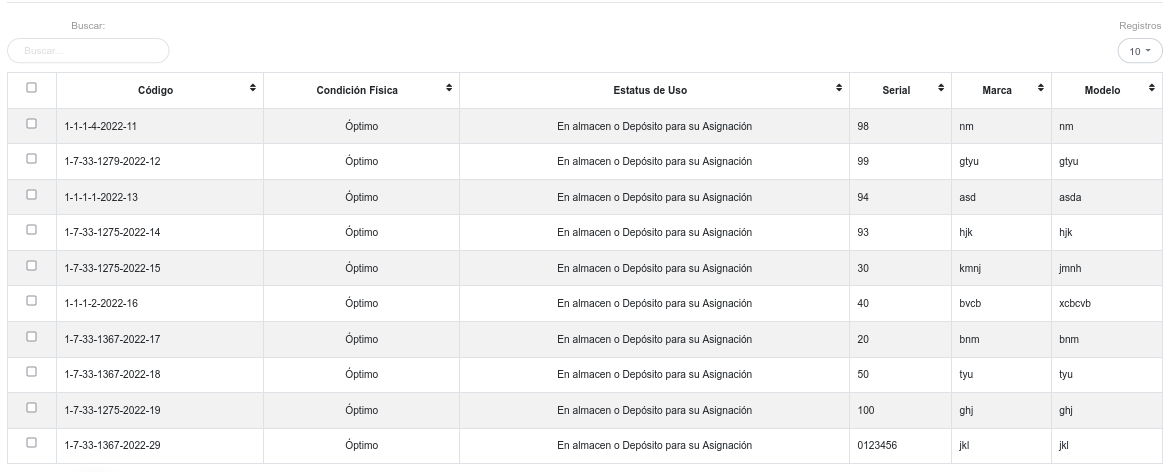 Buscar: Registros
Buscar... 10
Código Condición Física Estatus de Uso Serial Marca Modelo
1-1-1-4-2022-11 Óptimo En almacen o Depósito para su Asignación 98 nm nm
1-7-33-1279-2022-12 Óptimo En almacen o Depósito para su Asignación 99 gtyu gtyu
1-1-1-1-2022-13 Óptimo En almacen o Depósito para su Asignación 94 asd asda
1-7-33-1275-2022-14 Óptimo En almacen o Depósito para su Asignación 93 hjk hjk
1-7-33-1275-2022-15 Óptimo En almacen o Depósito para su Asignación 30 kmnj jmnh
1-1-1-2-2022-16 Óptimo En almacen o Depósito para su Asignación 40 bvcb xcbcvb
1-7-33-1367-2022-17 Óptimo En almacen o Depósito para su Asignación 20 bnm bnm
1-7-33-1367-2022-18 Óptimo En almacen o Depósito para su Asignación 50 tyu tyu
1-7-33-1275-2022-19 Óptimo En almacen o Depósito para su Asignación 100 ghj ghj
1-7-33-1367-2022-29 Óptimo En almacen o Depósito para su Asignación 0123456 jkl jkl